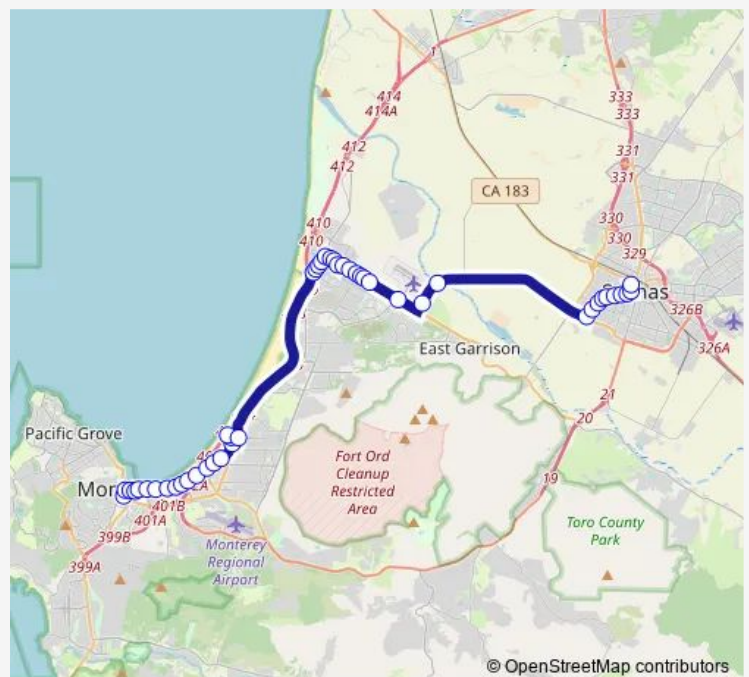 1
414
414A
333
333
412
412
331
331
CA 183
410
410
330
330
329
326B
326A
East Garrison
21
20
Pacific Grove
Fort Ord
Cleanup
Restricted
Area
19
401B
401A
399B
399A
Monterey
Regional
Airport
Toro County
Park
© OpenStreetMap contributors